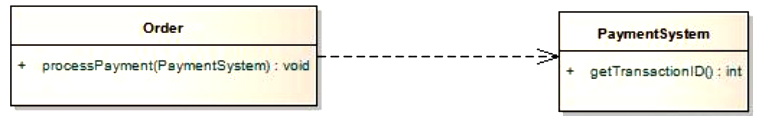 Order
+ processPayment(PaymentSystem) : void
PaymentSystem
+ getTransactionID() : int